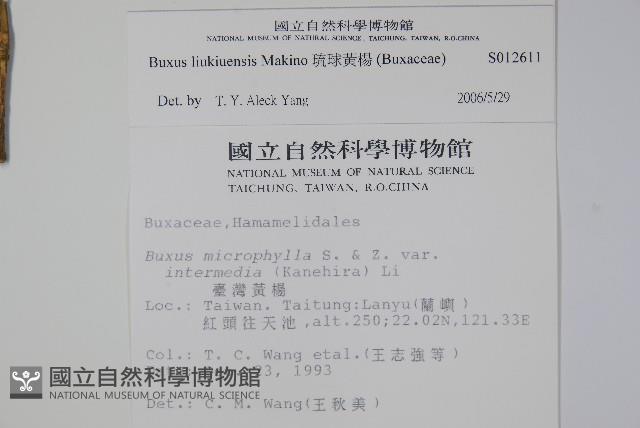 國立自然科學博物館
NATIONAL MUSEUM OF NATURAL SCIENCE, TAICHUNG, TAIWAN, R.O.CHINA
Buxus liukiuensis Makino 琉球黃楊 (Buxaceae) S012611
Det. by T. Y. Aleck Yang 2006/5/29
國立自然科學博物館
NATIONAL MUSEUM OF NATURAL SCIENCE
TAICHUNG, TAIWAN, R.O.CHINA
Buxaceae,Hamamelidales
Buxus microphylla S. & Z. var.
intermedia (Kanehira) Li
臺灣黃楊
Loc.: Taiwan. Taitung:Lanyu(蘭嶼)
紅頭往天池,alt.250;22.02N,121.33E
Col.: T. C. Wang etal.(王志強等)
23, 1993
Det.: C. M. Wang(王秋美)
國立自然科學博物館
NATIONAL MUSEUM OF NATURAL SCIENCE